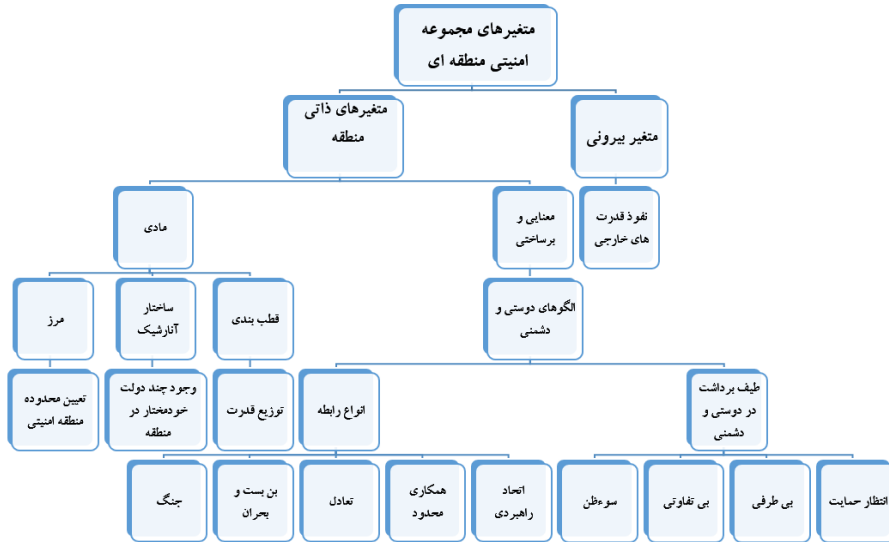 متغیرهای مجموعه
امنیتی منطقه ای
متغیر بیرونی
متغیرهای ذاتی
منطقه
نفوذ قدرت
های خارجی
معنایی و
برساختی
مادی
الگوهای دوستی و
دشمنی
قطب بندی
ساختار
آنارشیک
مرز
طیف برداشت
در دوستی و
دشمنی
انواع رابطه
توزیع قدرت
وجود چند دولت
خودمختار در
منطقه
تعیین محدوده
منطقه امنیتی
انتظار حمایت
بی طرفی
بی تفاوتی
سوءظن
اتحاد
راهبردی
همکاری
محدود
تعادل
بن بست و
بحران
جنگ